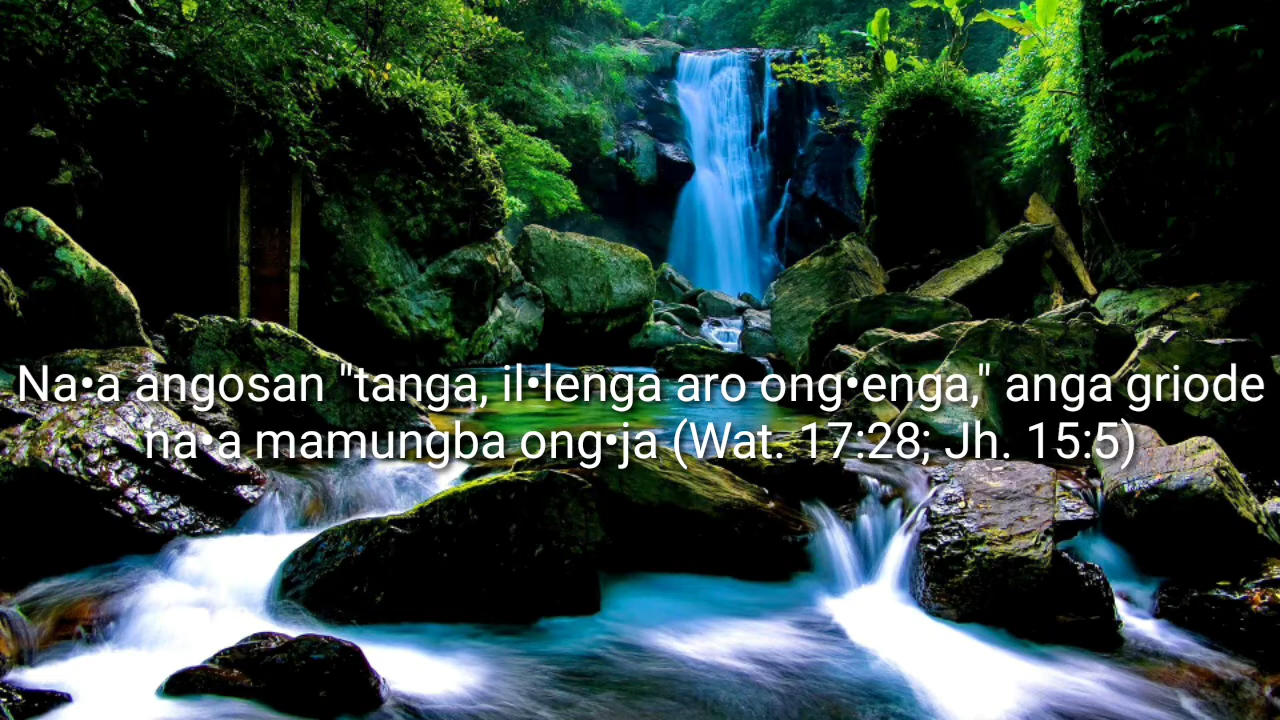 Na•a angosan "tanga, il•lenga aro ong•enga," anga griode
na•a mamungba ong•ja (Wat. 17:28; Jh. 15:5)